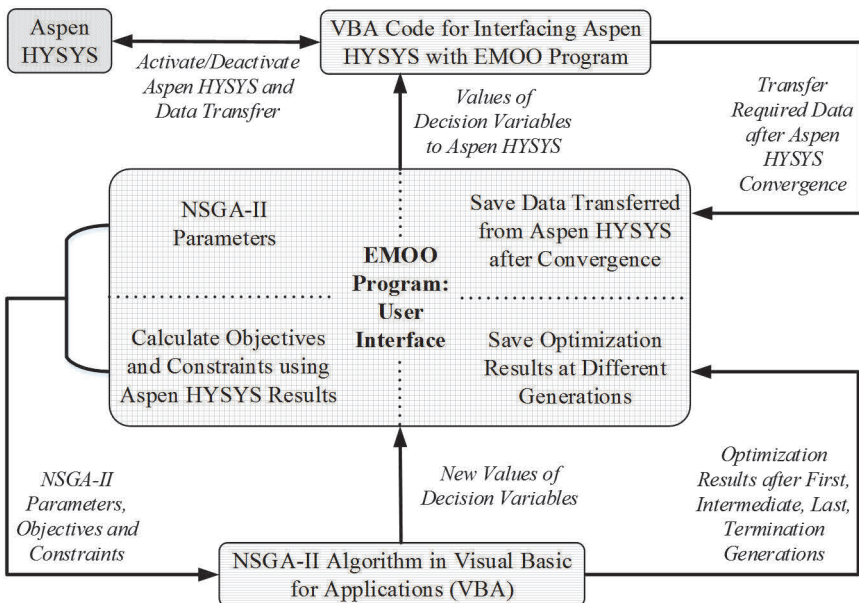 Aspen
HYSYS
Activate/Deactivate
Aspen HYSYS and
Data Transfrer
VBA Code for Interfacing Aspen
HYSYS with EMOO Program
Values of
Decision Variables
to Aspen HYSYS
Transfer
Required Data
after Aspen
HYSYS
Convergence
NSGA-II
Parameters
Save Data Transferred
from Aspen HYSYS
after Convergence
EMOO
Program:
User
Interface
Calculate Objectives
and Constraints using
Aspen HYSYS Results
Save Optimization
Results at Different
Generations
NSGA-II
Parameters,
Objectives and
Constraints
New Values of
Decision Variables
Optimization
Results after First,
Intermediate, Last,
Termination
Generations
NSGA-II Algorithm in Visual Basic
for Applications (VBA)